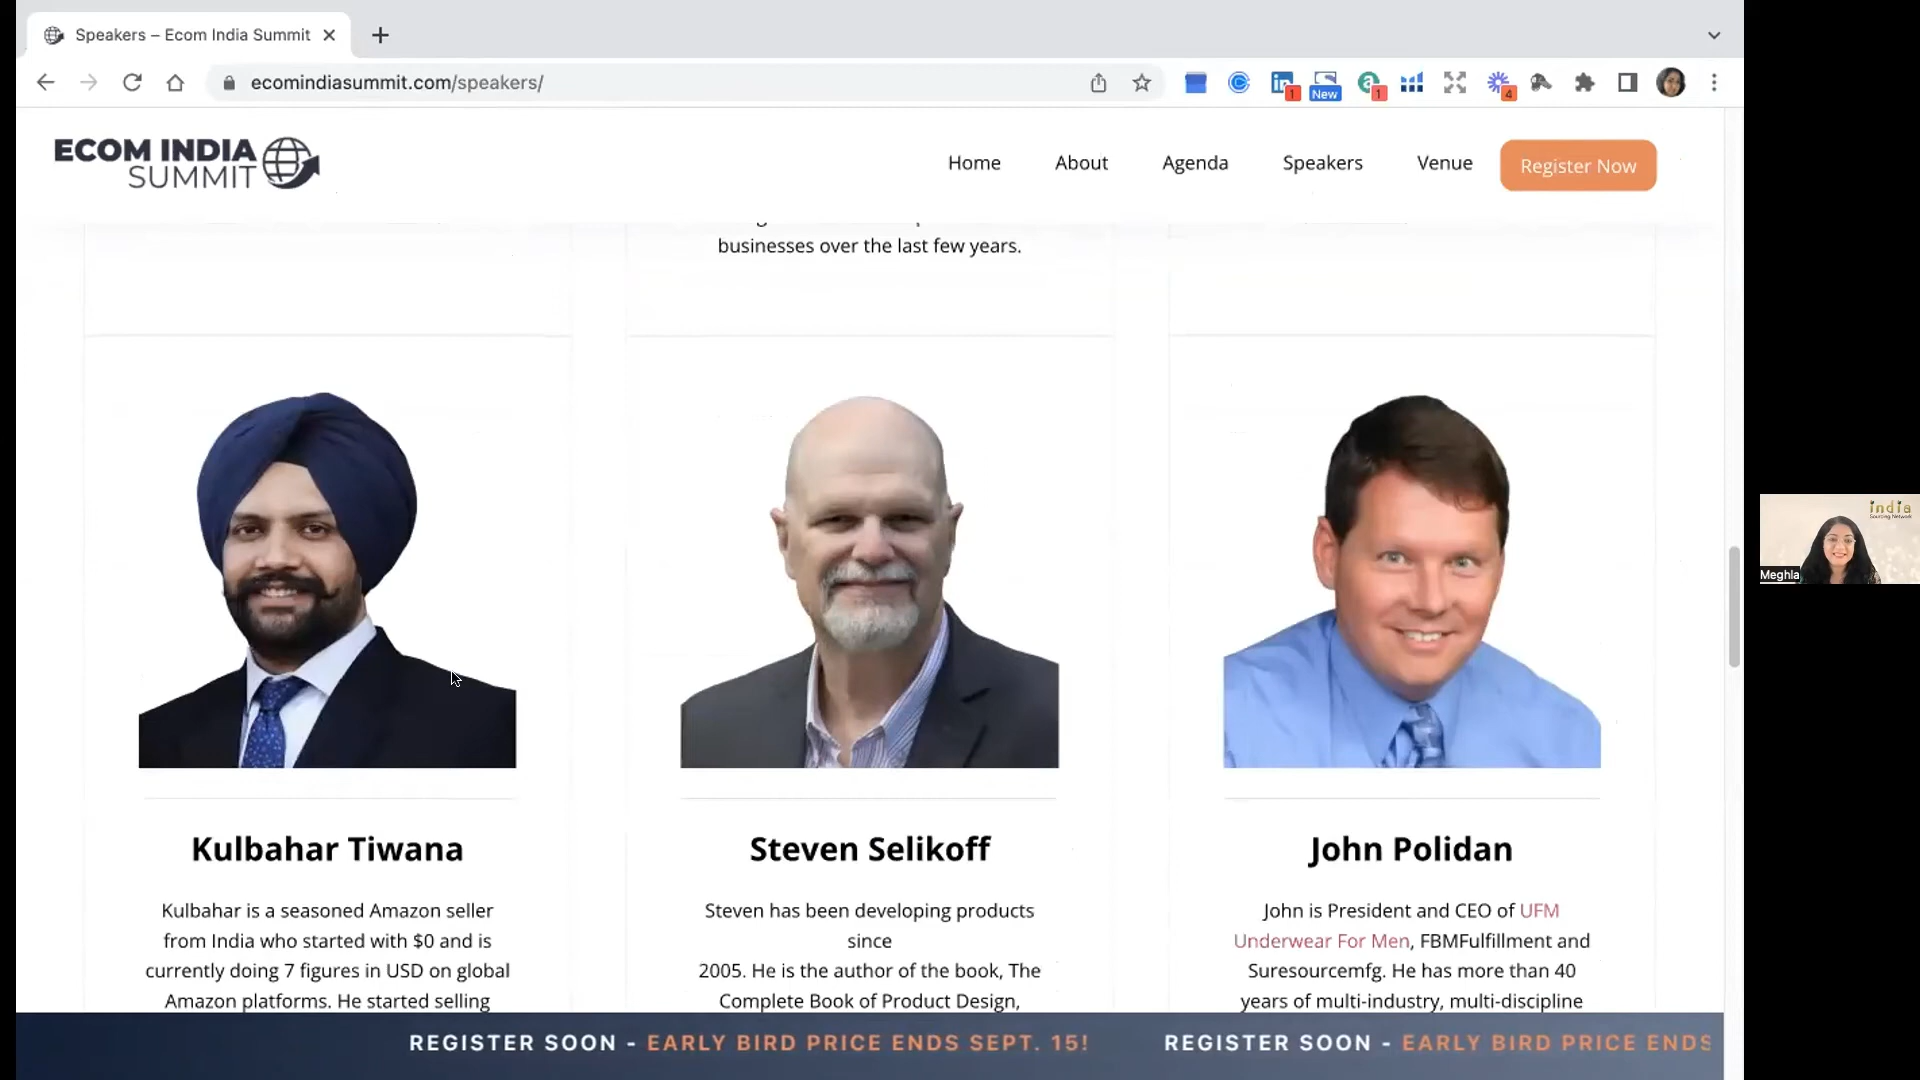 Speakers – Ecom India Summit
ecomindiasummit.com/speakers/
1
New
1
4
ECOM INDIA
SUMMIT
Home
About
Agenda
Speakers
Venue
Register Now
businesses over the last few years.
india
Sourcing Network
Meghla
Kulbahar Tiwana
Kulbahar is a seasoned Amazon seller
from India who started with $0 and is
currently doing 7 figures in USD on global
Amazon platforms. He started selling
Steven Selikoff
Steven has been developing products
since
2005. He is the author of the book, The
Complete Book of Product Design,
John Polidan
John is President and CEO of UFM
Underwear For Men, FBMFulfillment and
Suresourcemfg. He has more than 40
years of multi-industry, multi-discipline
REGISTER SOON - EARLY BIRD PRICE ENDS SEPT. 15!
REGISTER SOON - EARLY BIRD PRICE ENDS